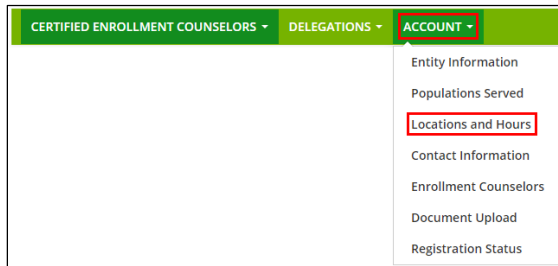 CERTIFIED ENROLLMENT COUNSELORS DELEGATIONS ACCOUNT
Entity Information
Populations Served
Locations and Hours
Contact Information
Enrollment Counselors
Document Upload
Registration Status